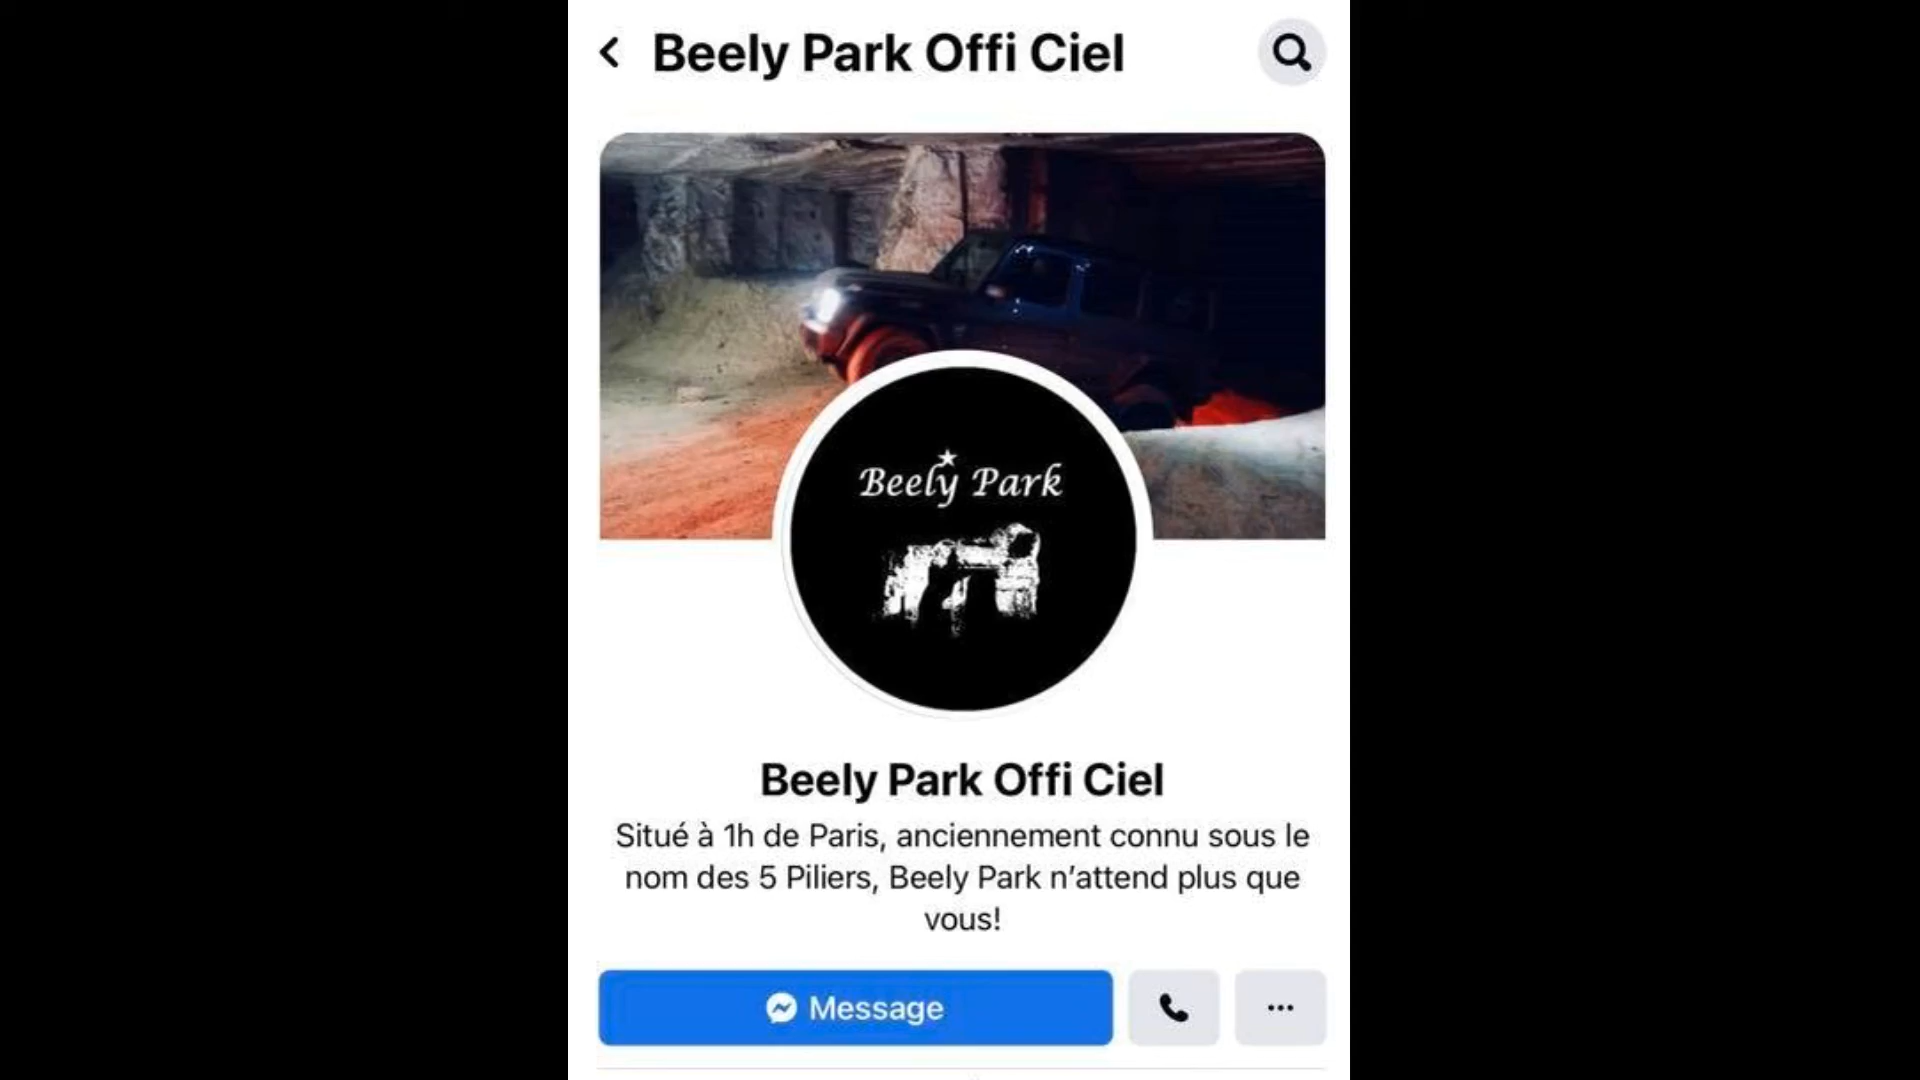 Beely Park Offi Ciel
Beely Park
Beely Park Offi Ciel
Situé à 1h de Paris, anciennement connu sous le
nom des 5 Piliers, Beely Park n’attend plus que
vous!
Message